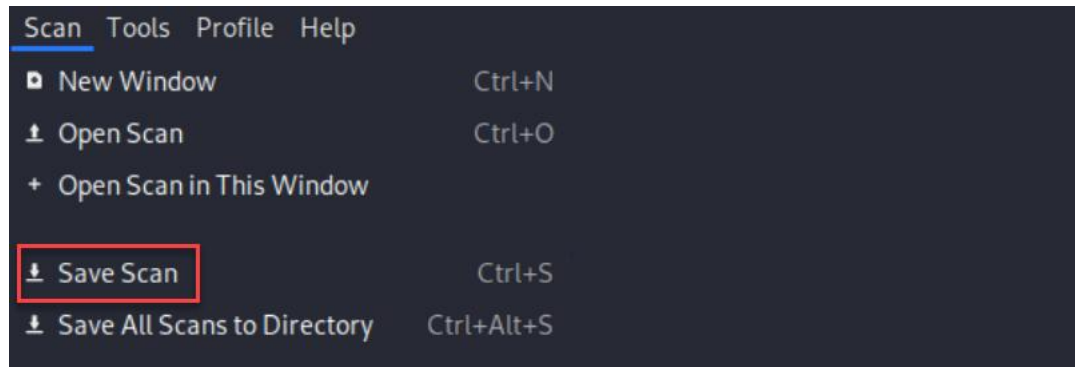 Scan Tools Profile Help
New Window Ctrl+N
Open Scan Ctrl+O
Open Scan in This Window
Save Scan Ctrl+S
Save All Scans to Directory Ctrl+Alt+S